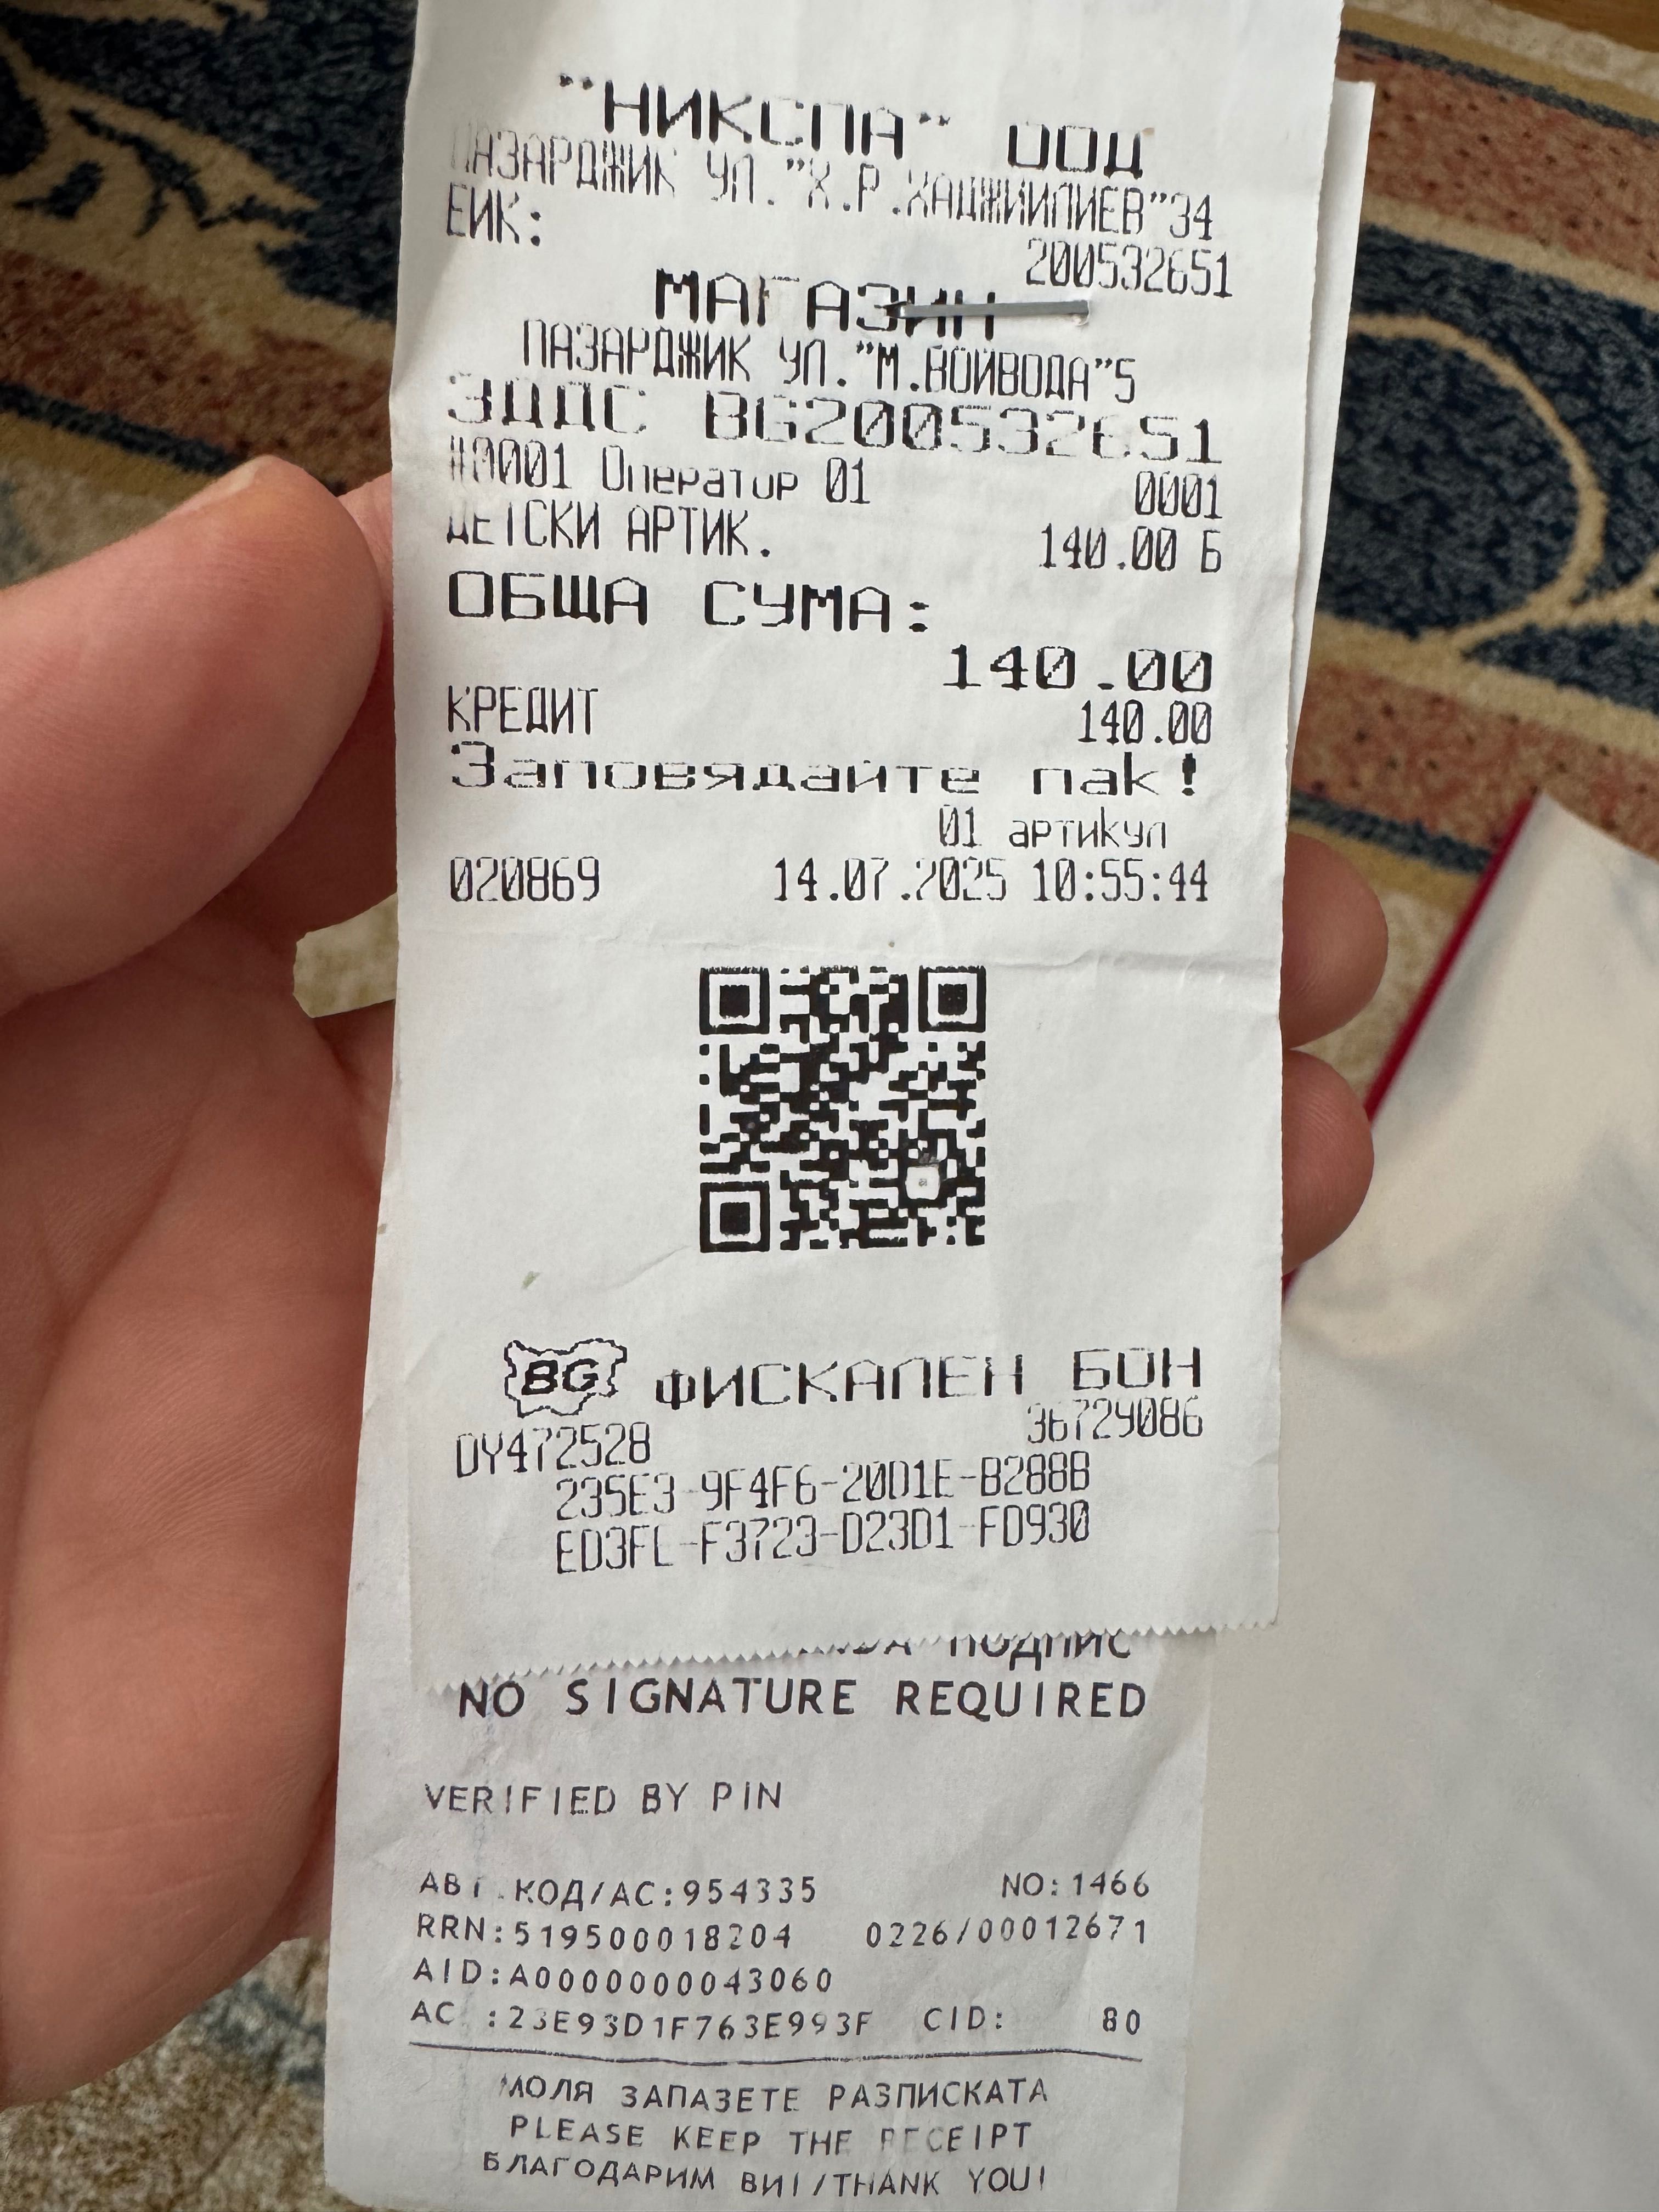 "НИКСПА" ООД
ПАЗАРДЖИК УЛ."Х.Р.ХАДЖИИЛИЕВ"34
ЕИК: 200532651
МАГАЗИН
ПАЗАРДЖИК УЛ."М.ВОЙВОДА"5
ЗДДС BG200532651
#0001 Оператор 01 0001
ДЕТСКИ АРТИК. 140.00 Б
ОБЩА СУМА:
140.00
КРЕДИТ 140.00
Заповядайте пак!
01 артикул
020869 14.07.2025 10:55:44
BG ФИСКАЛЕН БОН
DY472528 36729086
235E3-9F4F6-20D1E-B288B
-F3723-D23D1-FD930
ПОДПИС
NO SIGNATURE REQUIRED
VERIFIED BY PIN
АВТ.КОД/AC:954335 NO:1466
RRN:519500018204 0226/00012671
AID:A0000000043060
AC :23E93D1F763E993F CID: 80
МОЛЯ ЗАПАЗЕТЕ РАЗПИСКАТА
PLEASE KEEP THE RECEIPT
БЛАГОДАРИМ ВИ!/THANK YOU!